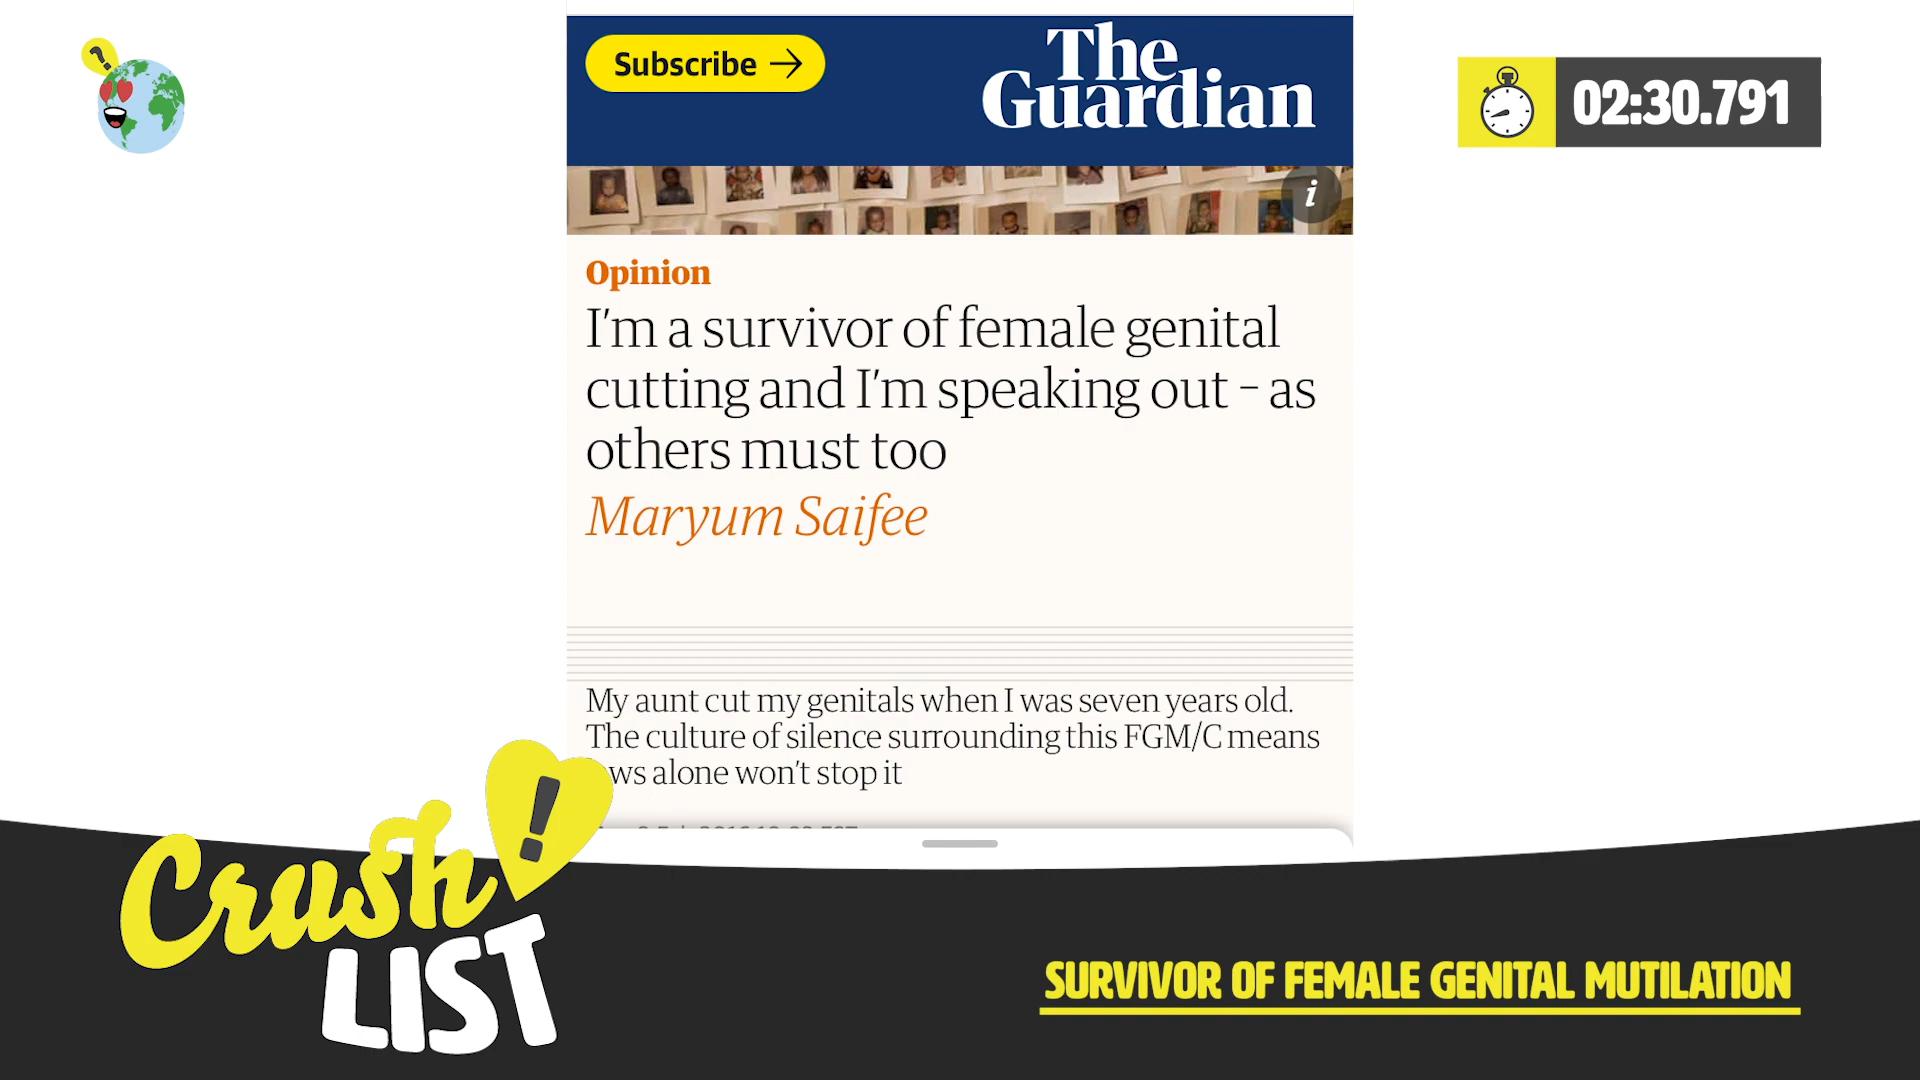 Subscribe
The
Guardian
02:30.791
i
Opinion
I'm a survivor of female genital
cutting and I'm speaking out – as
others must too
Maryum Saifee
My aunt cut my genitals when I was seven years old.
The culture of silence surrounding this FGM/C means
ws alone won't stop it
Crush!
LIST
SURVIVOR OF FEMALE GENITAL MUTILATION